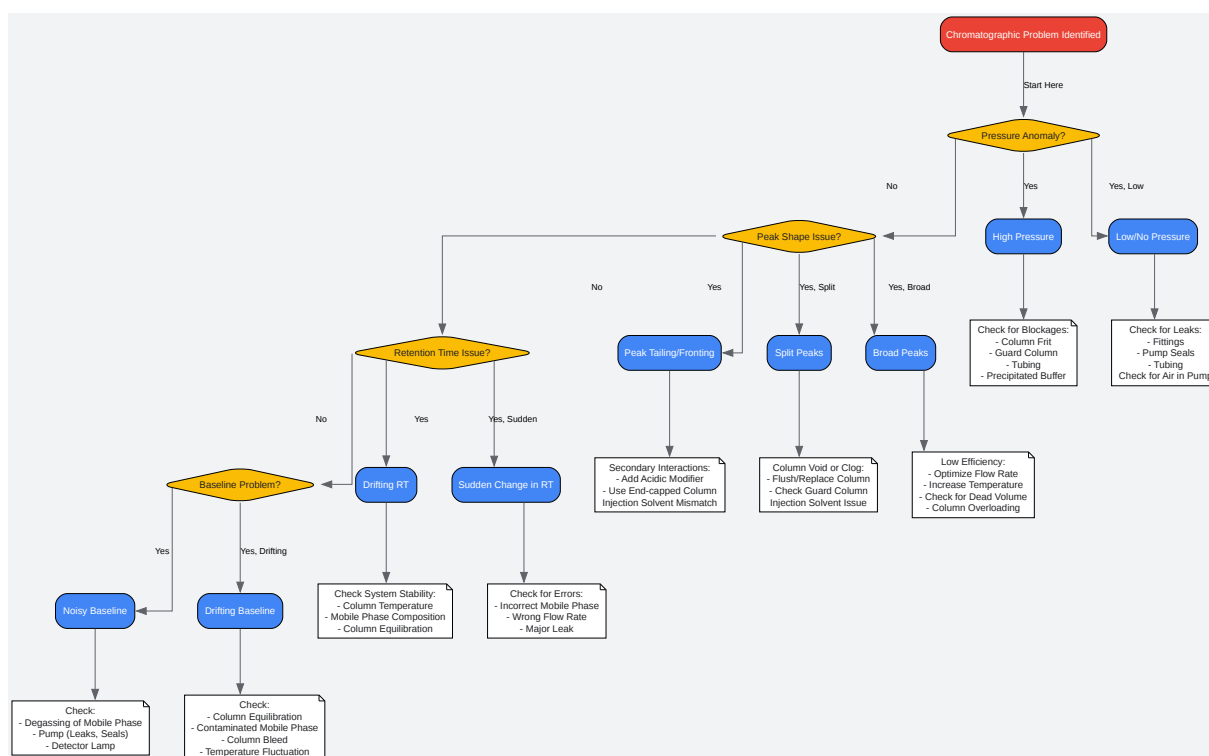 Chromatographic Problem Identified
Start Here
Pressure Anomaly?
No
Yes
Yes, Low
Peak Shape Issue?
High Pressure
Low/No Pressure
No
Yes
Yes, Split
Yes, Broad
Check for Blockages:
- Column Frit
- Guard Column
- Tubing
- Precipitated Buffer
Check for Leaks:
- Fittings
- Pump Seals
- Tubing
Check for Air in Pump
Retention Time Issue?
Peak Tailing/Fronting
Split Peaks
Broad Peaks
No
Yes
Yes, Sudden
Secondary Interactions:
- Add Acidic Modifier
- Use End-capped Column
Injection Solvent Mismatch
Column Void or Clog:
- Flush/Replace Column
- Check Guard Column
Injection Solvent Issue
Low Efficiency:
- Optimize Flow Rate
- Increase Temperature
- Check for Dead Volume
- Column Overloading
Baseline Problem?
Drifting RT
Sudden Change in RT
Yes
Yes, Drifting
Check System Stability:
- Column Temperature
- Mobile Phase Composition
- Column Equilibration
Check for Errors:
- Incorrect Mobile Phase
- Wrong Flow Rate
- Major Leak
Noisy Baseline
Drifting Baseline
Check:
- Degassing of Mobile Phase
- Pump (Leaks, Seals)
- Detector Lamp
Check:
- Column Equilibration
- Contaminated Mobile Phase
- Column Bleed
- Temperature Fluctuation